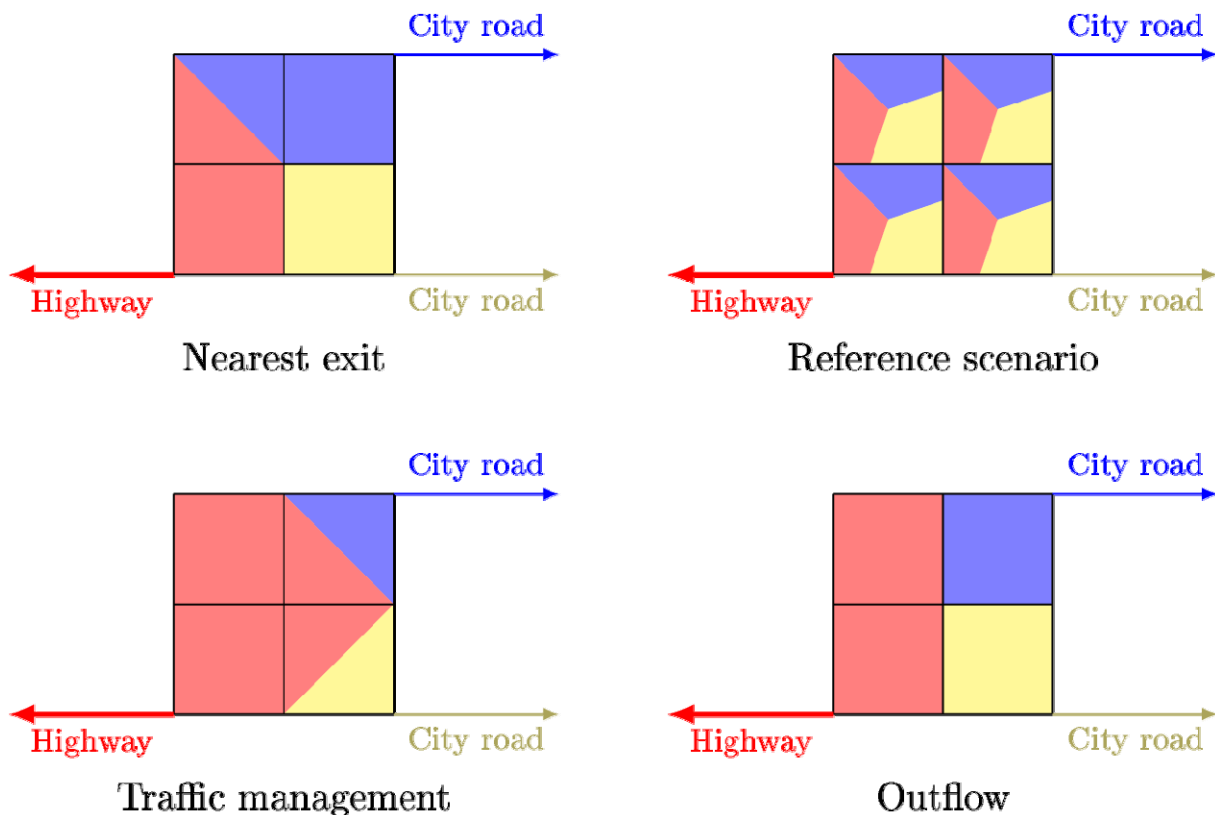 City road
Highway
City road
Nearest exit
City road
Highway
City road
Reference scenario
City road
Highway
City road
Traffic management
City road
Highway
City road
Outflow